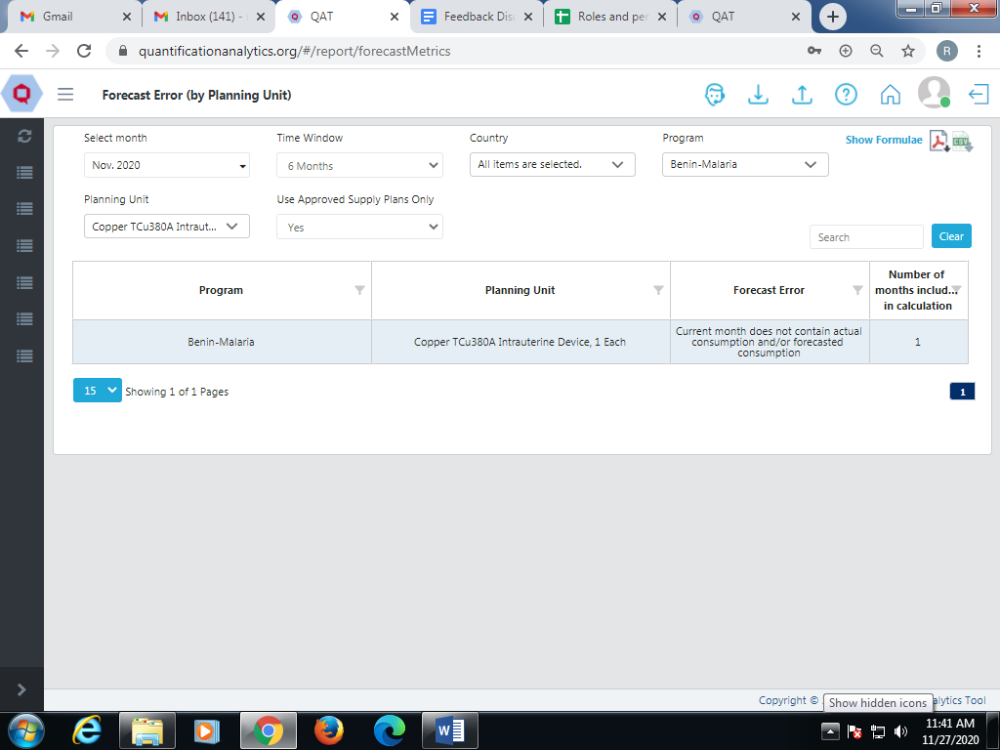 Gmail
Inbox (141) -
QAT
Feedback Dis
Roles and per
QAT
quantificationanalytics.org/#/report/forecastMetrics
R
Forecast Error (by Planning Unit)
Select month
Time Window
Country
Program
Show Formulae
CSV
Nov. 2020
6 Months
All items are selected.
Benin-Malaria
Planning Unit
Use Approved Supply Plans Only
Copper TCu380A Intraut...
Yes
Search
Clear
Program
Planning Unit
Forecast Error
Number of
months includ...
in calculation
Benin-Malaria
Copper TCu380A Intrauterine Device, 1 Each
Current month does not contain actual
consumption and/or forecasted
consumption
1
15
Showing 1 of 1 Pages
1
Copyright ©
alytics Tool
Show hidden icons
11:41 AM
11/27/2020